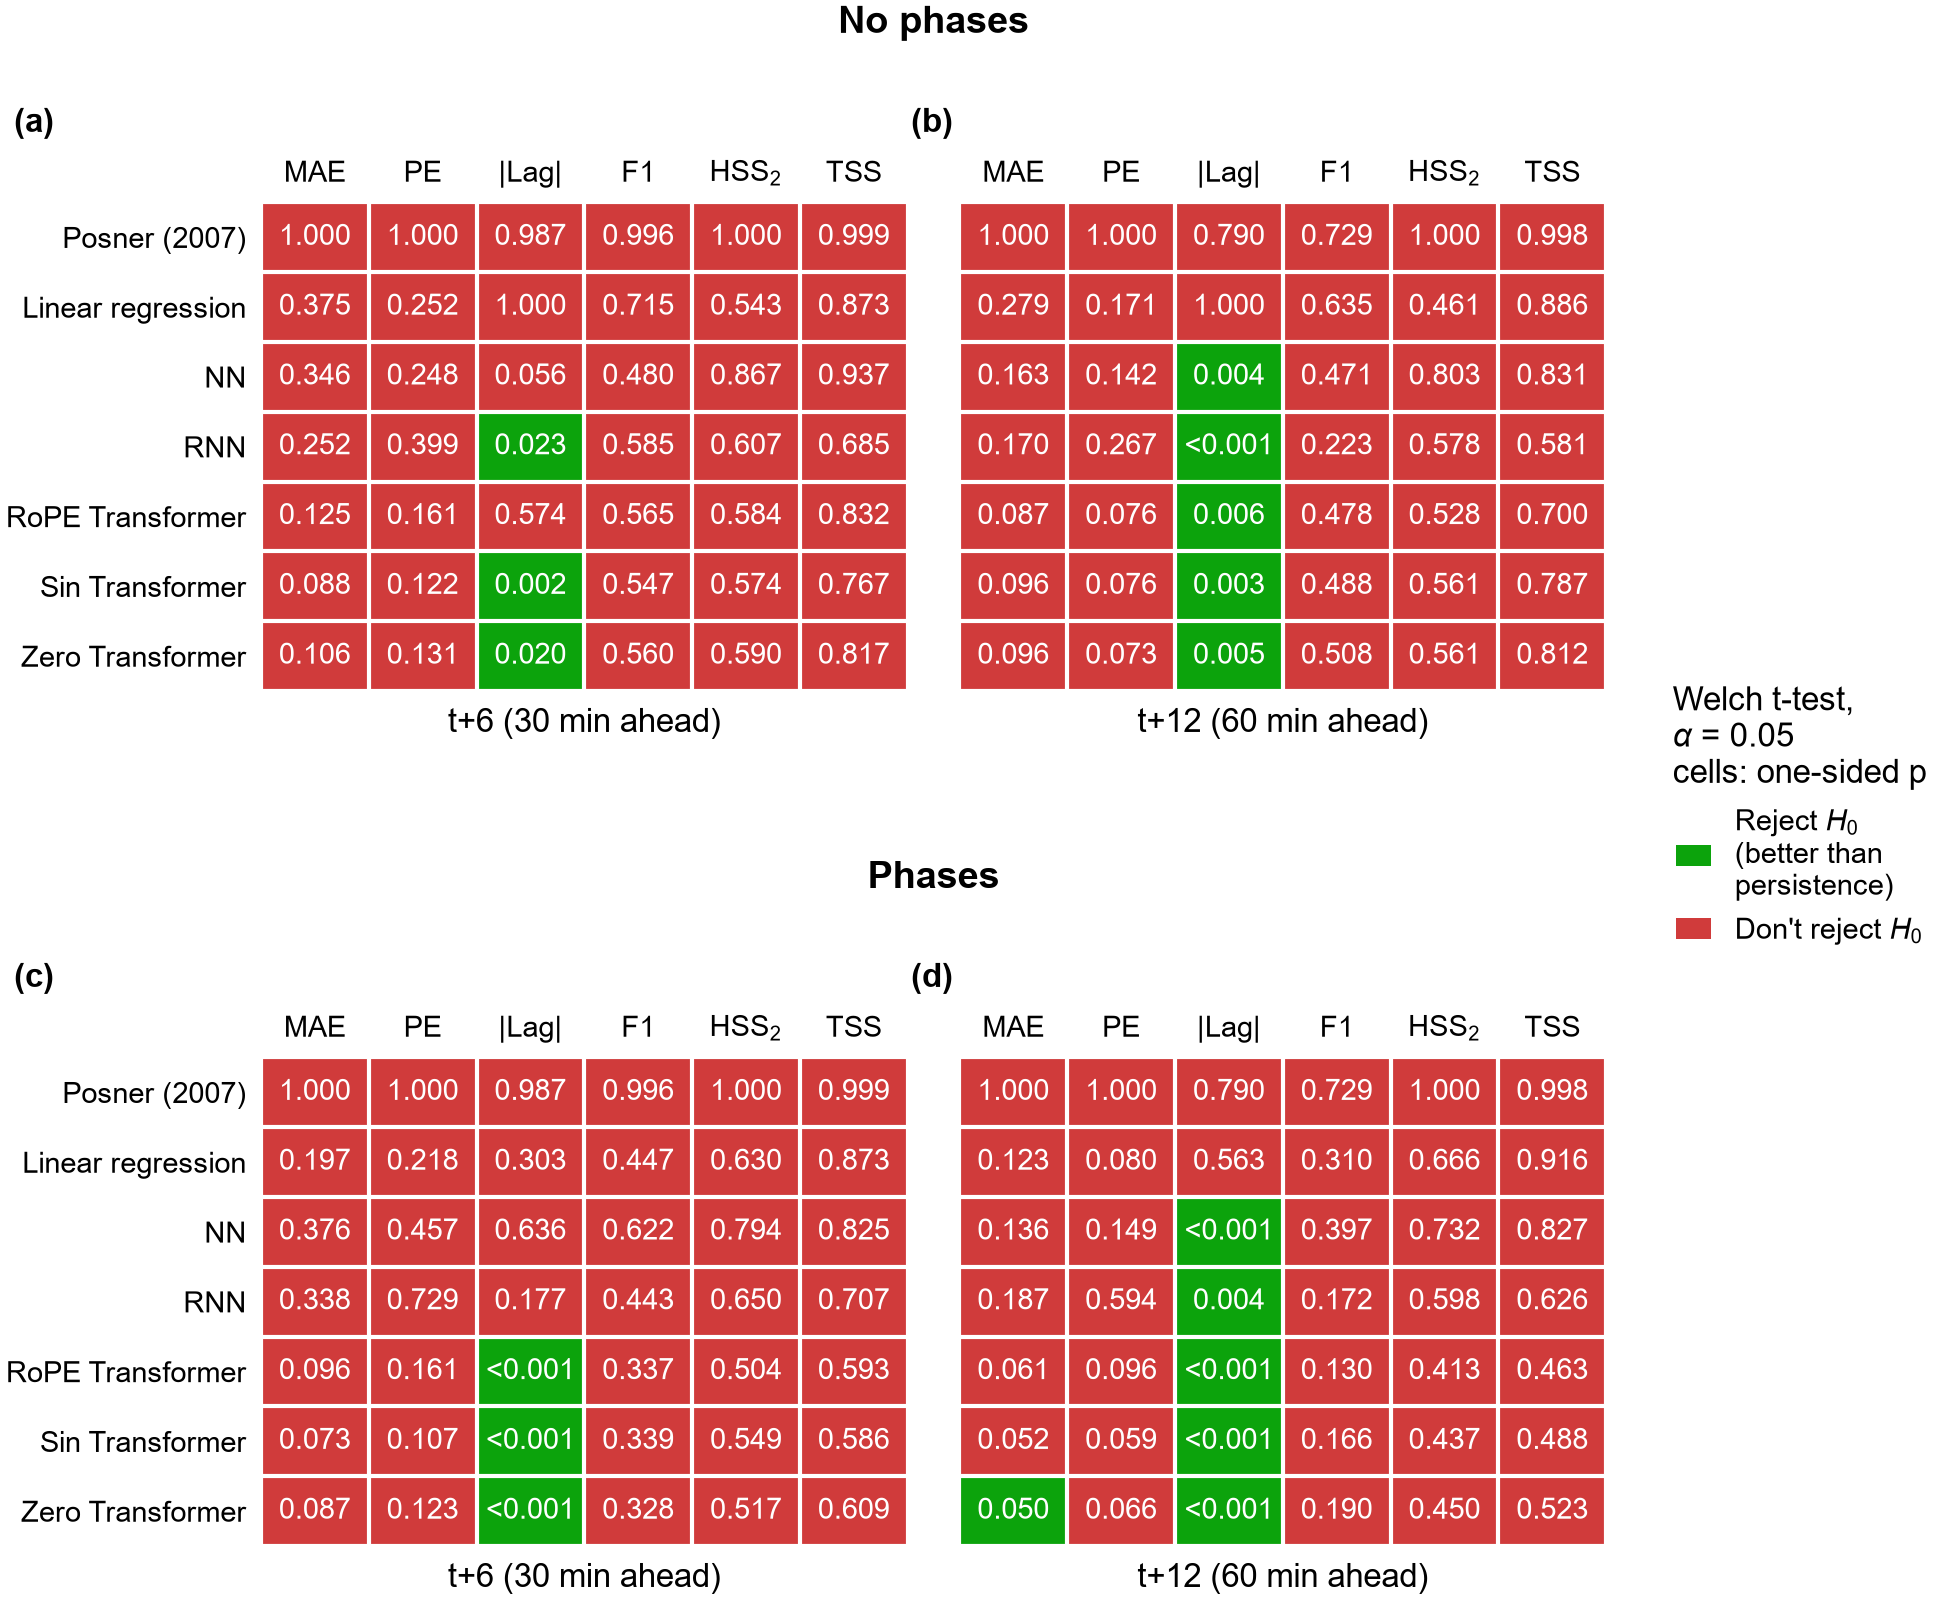 No phases
(a)
MAE PE |Lag| F1 HSS₂ TSS
Posner (2007) 1.000 1.000 0.987 0.996 1.000 0.999
Linear regression 0.375 0.252 1.000 0.715 0.543 0.873
NN 0.346 0.248 0.056 0.480 0.867 0.937
RNN 0.252 0.399 0.023 0.585 0.607 0.685
RoPE Transformer 0.125 0.161 0.574 0.565 0.584 0.832
Sin Transformer 0.088 0.122 0.002 0.547 0.574 0.767
Zero Transformer 0.106 0.131 0.020 0.560 0.590 0.817
t+6 (30 min ahead)
(b)
MAE PE |Lag| F1 HSS₂ TSS
1.000 1.000 0.790 0.729 1.000 0.998
0.279 0.171 1.000 0.635 0.461 0.886
0.163 0.142 0.004 0.471 0.803 0.831
0.170 0.267 <0.001 0.223 0.578 0.581
0.087 0.076 0.006 0.478 0.528 0.700
0.096 0.076 0.003 0.488 0.561 0.787
0.096 0.073 0.005 0.508 0.561 0.812
t+12 (60 min ahead)
Welch t-test,
α = 0.05
cells: one-sided p
Reject H₀
(better than
persistence)
Don't reject H₀
Phases
(c)
MAE PE |Lag| F1 HSS₂ TSS
Posner (2007) 1.000 1.000 0.987 0.996 1.000 0.999
Linear regression 0.197 0.218 0.303 0.447 0.630 0.873
NN 0.376 0.457 0.636 0.622 0.794 0.825
RNN 0.338 0.729 0.177 0.443 0.650 0.707
RoPE Transformer 0.096 0.161 <0.001 0.337 0.504 0.593
Sin Transformer 0.073 0.107 <0.001 0.339 0.549 0.586
Zero Transformer 0.087 0.123 <0.001 0.328 0.517 0.609
t+6 (30 min ahead)
(d)
MAE PE |Lag| F1 HSS₂ TSS
1.000 1.000 0.790 0.729 1.000 0.998
0.123 0.080 0.563 0.310 0.666 0.916
0.136 0.149 <0.001 0.397 0.732 0.827
0.187 0.594 0.004 0.172 0.598 0.626
0.061 0.096 <0.001 0.130 0.413 0.463
0.052 0.059 <0.001 0.166 0.437 0.488
0.050 0.066 <0.001 0.190 0.450 0.523
t+12 (60 min ahead)